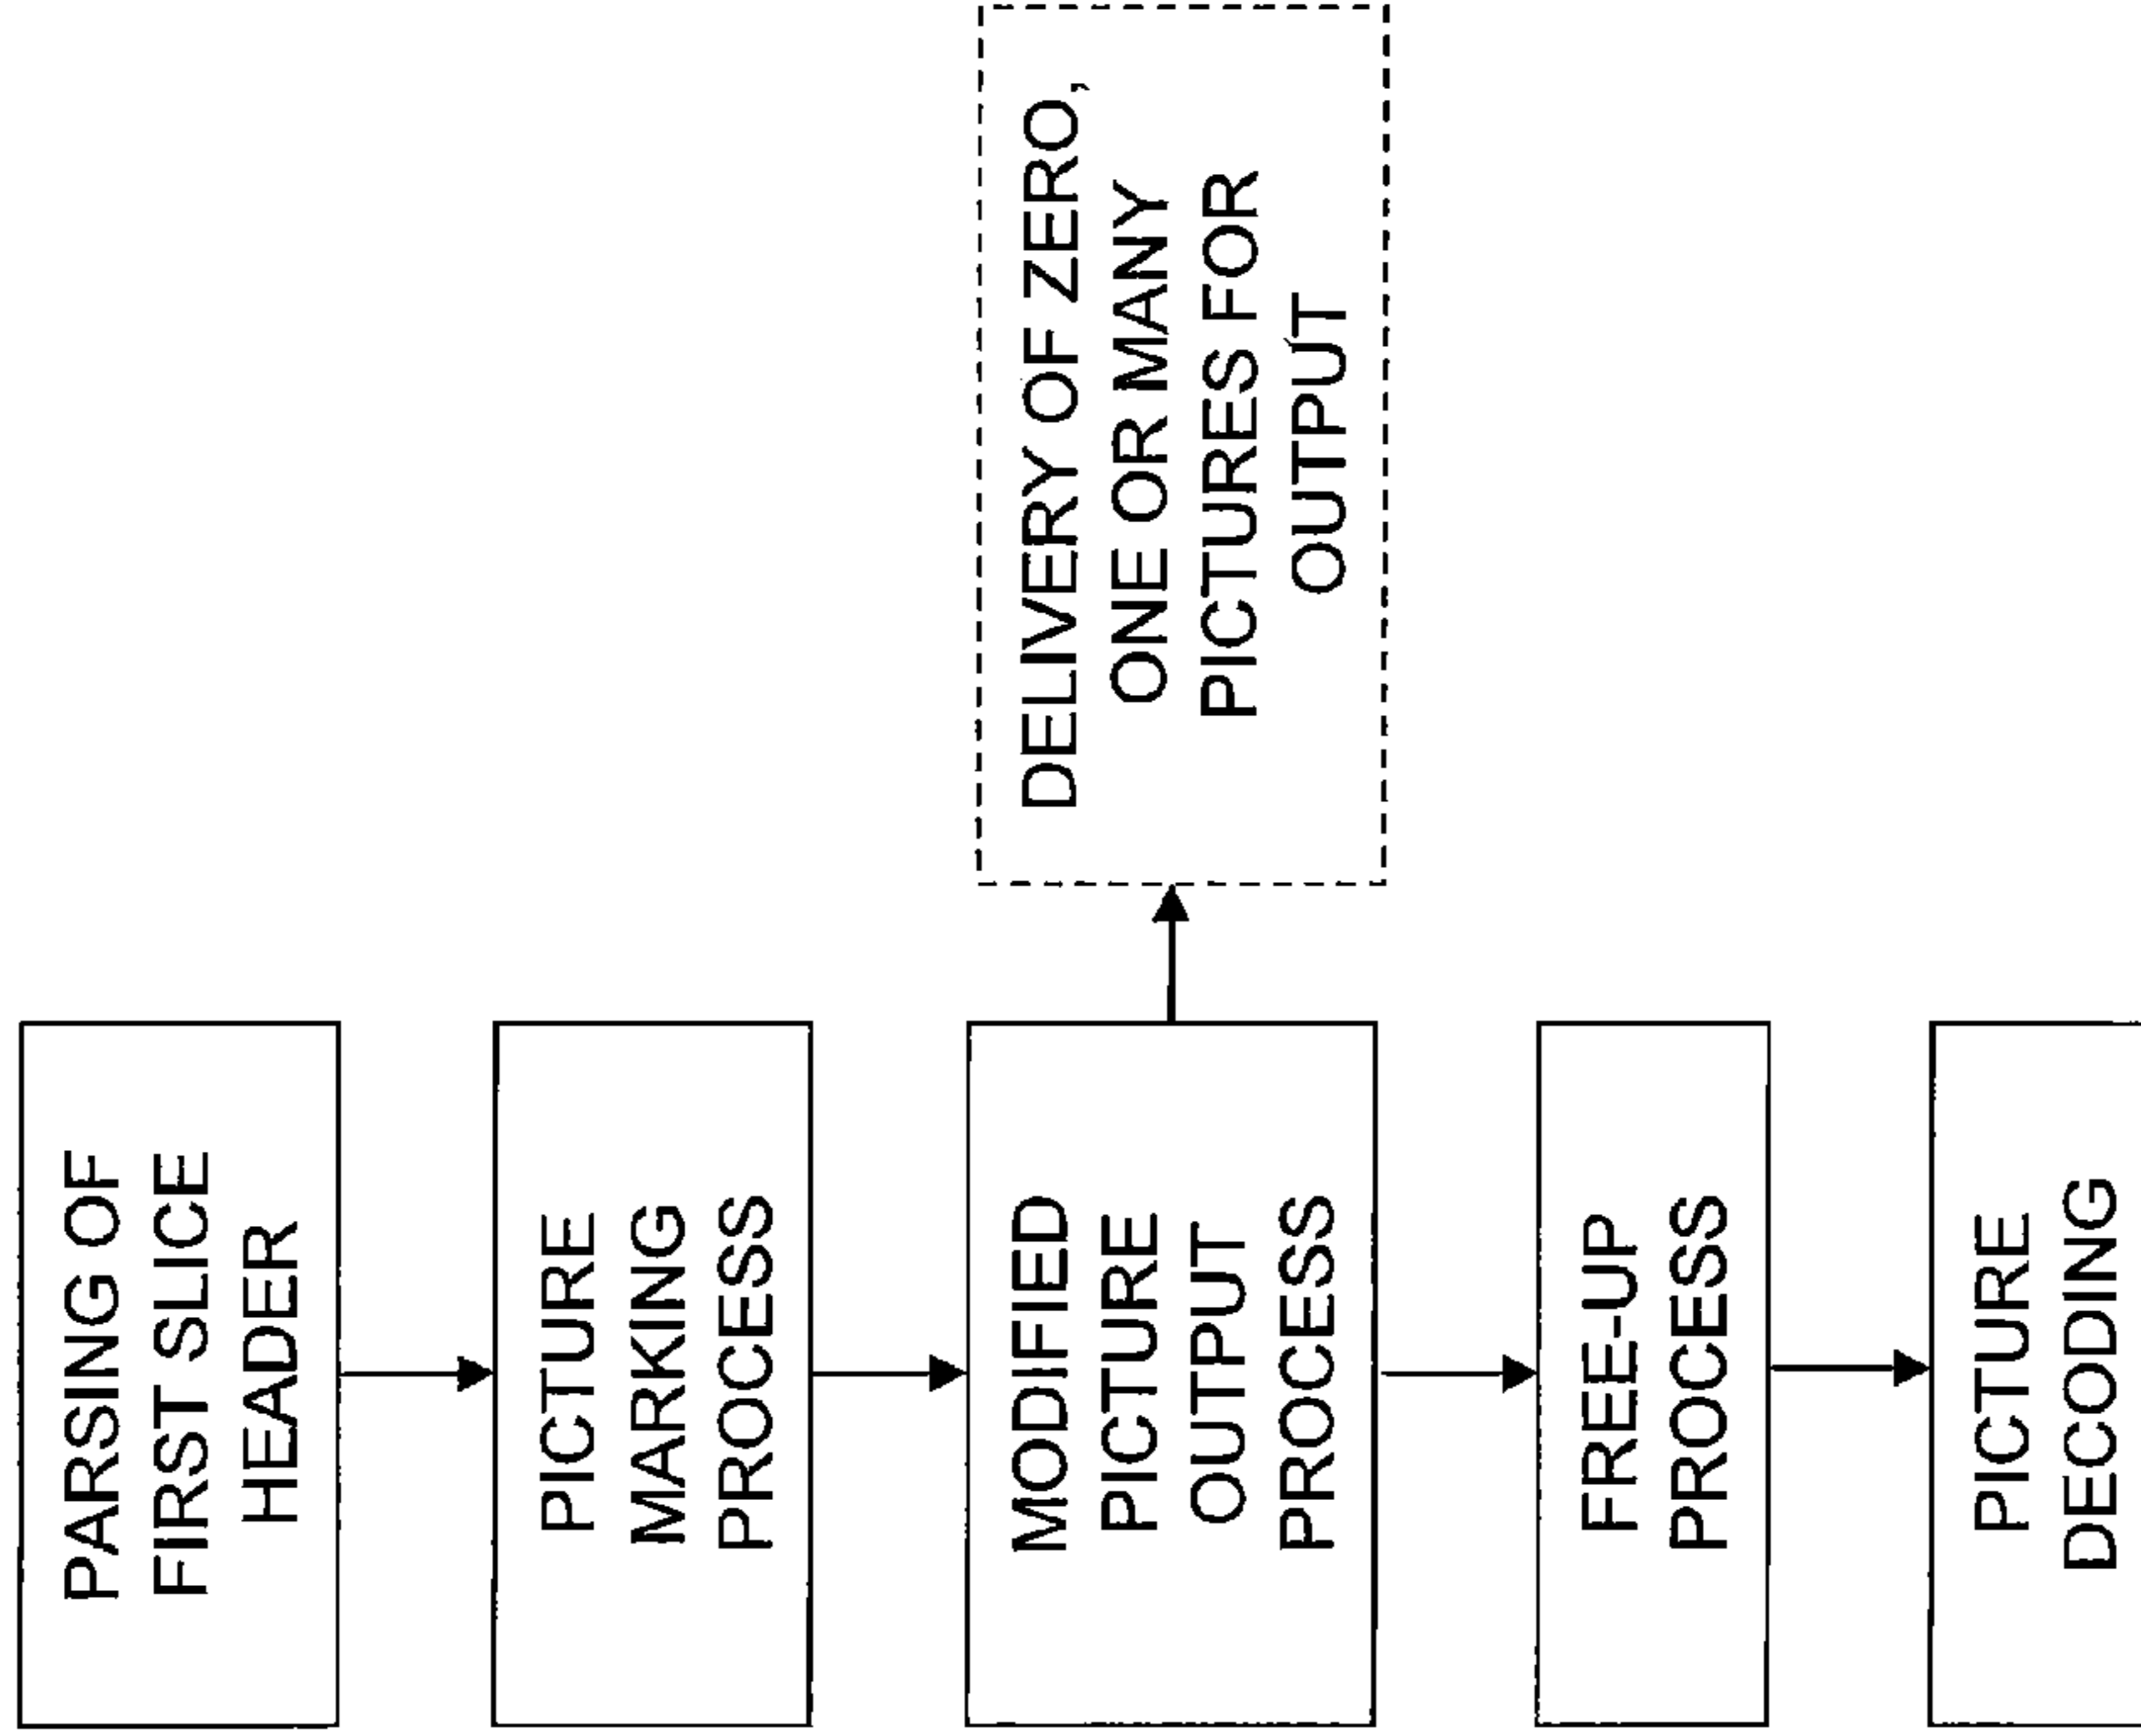 PARSING OF
FIRST SLICE
HEADER
PICTURE
MARKING
PROCESS
MODIFIED
PICTURE
OUTPUT
PROCESS
DELIVERY OF ZERO,
ONE OR MANY
PICTURES FOR
OUTPUT
FREE-UP
PROCESS
PICTURE
DECODING